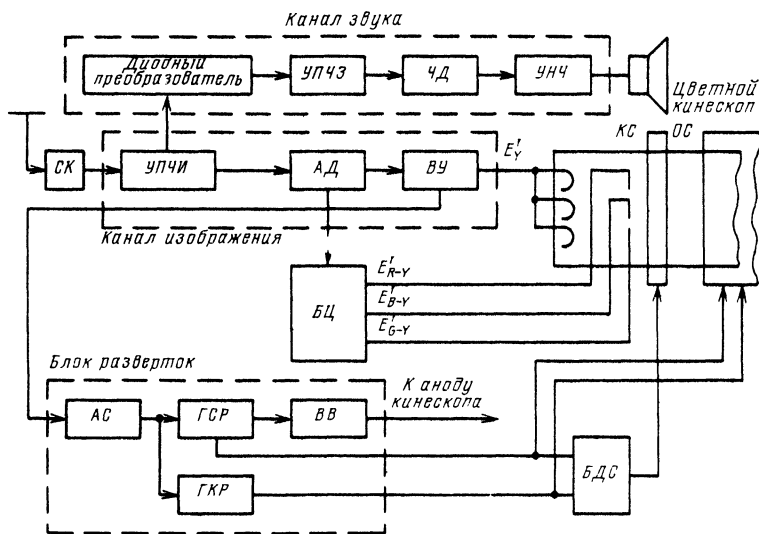 Канал звука
Диодный
преобразователь
УПЧЗ
ЧД
УНЧ
Цветной
кинескоп
СК
УПЧИ
АД
ВУ
E'Y
КС
ОС
Канал изображения
БЦ
E'R-Y
E'B-Y
E'G-Y
Блок разверток
К аноду
кинескопа
АС
ГСР
ВВ
ГКР
БДС